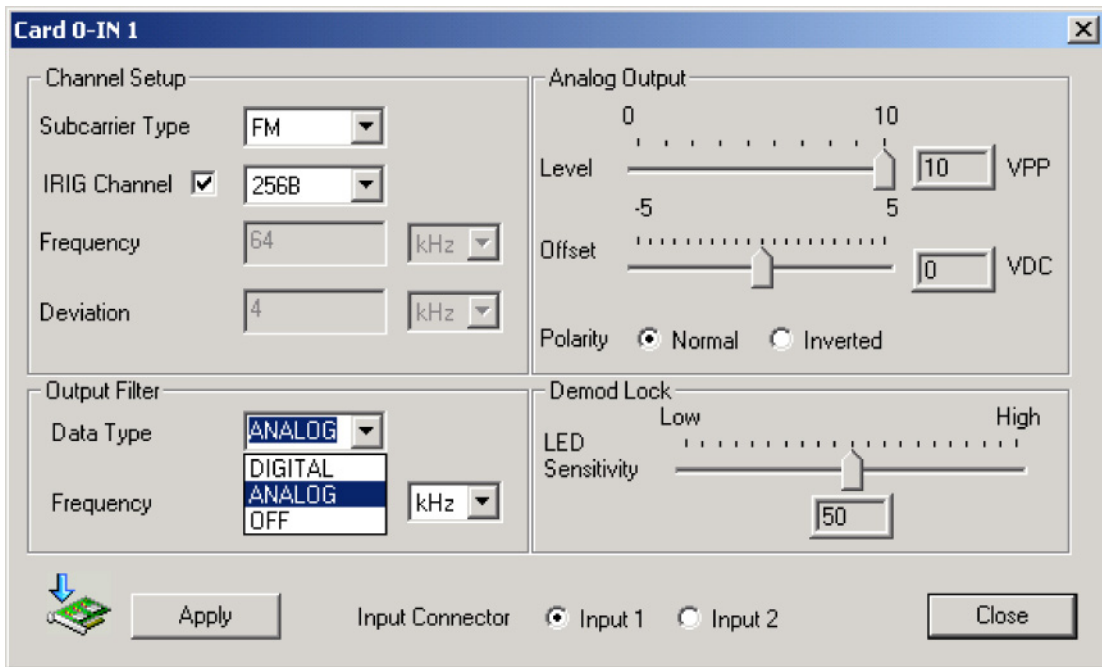 Card 0-IN 1
Channel Setup
Subcarrier Type FM
IRIG Channel 256B
Frequency 64 kHz
Deviation 4 kHz
Analog Output
0 10
Level 10 VPP
-5 5
Offset 0 VDC
Polarity Normal Inverted
Output Filter
Data Type ANALOG
DIGITAL
ANALOG
OFF
Frequency kHz
Demod Lock
Low High
LED
Sensitivity
50
Apply
Input Connector Input 1 Input 2
Close